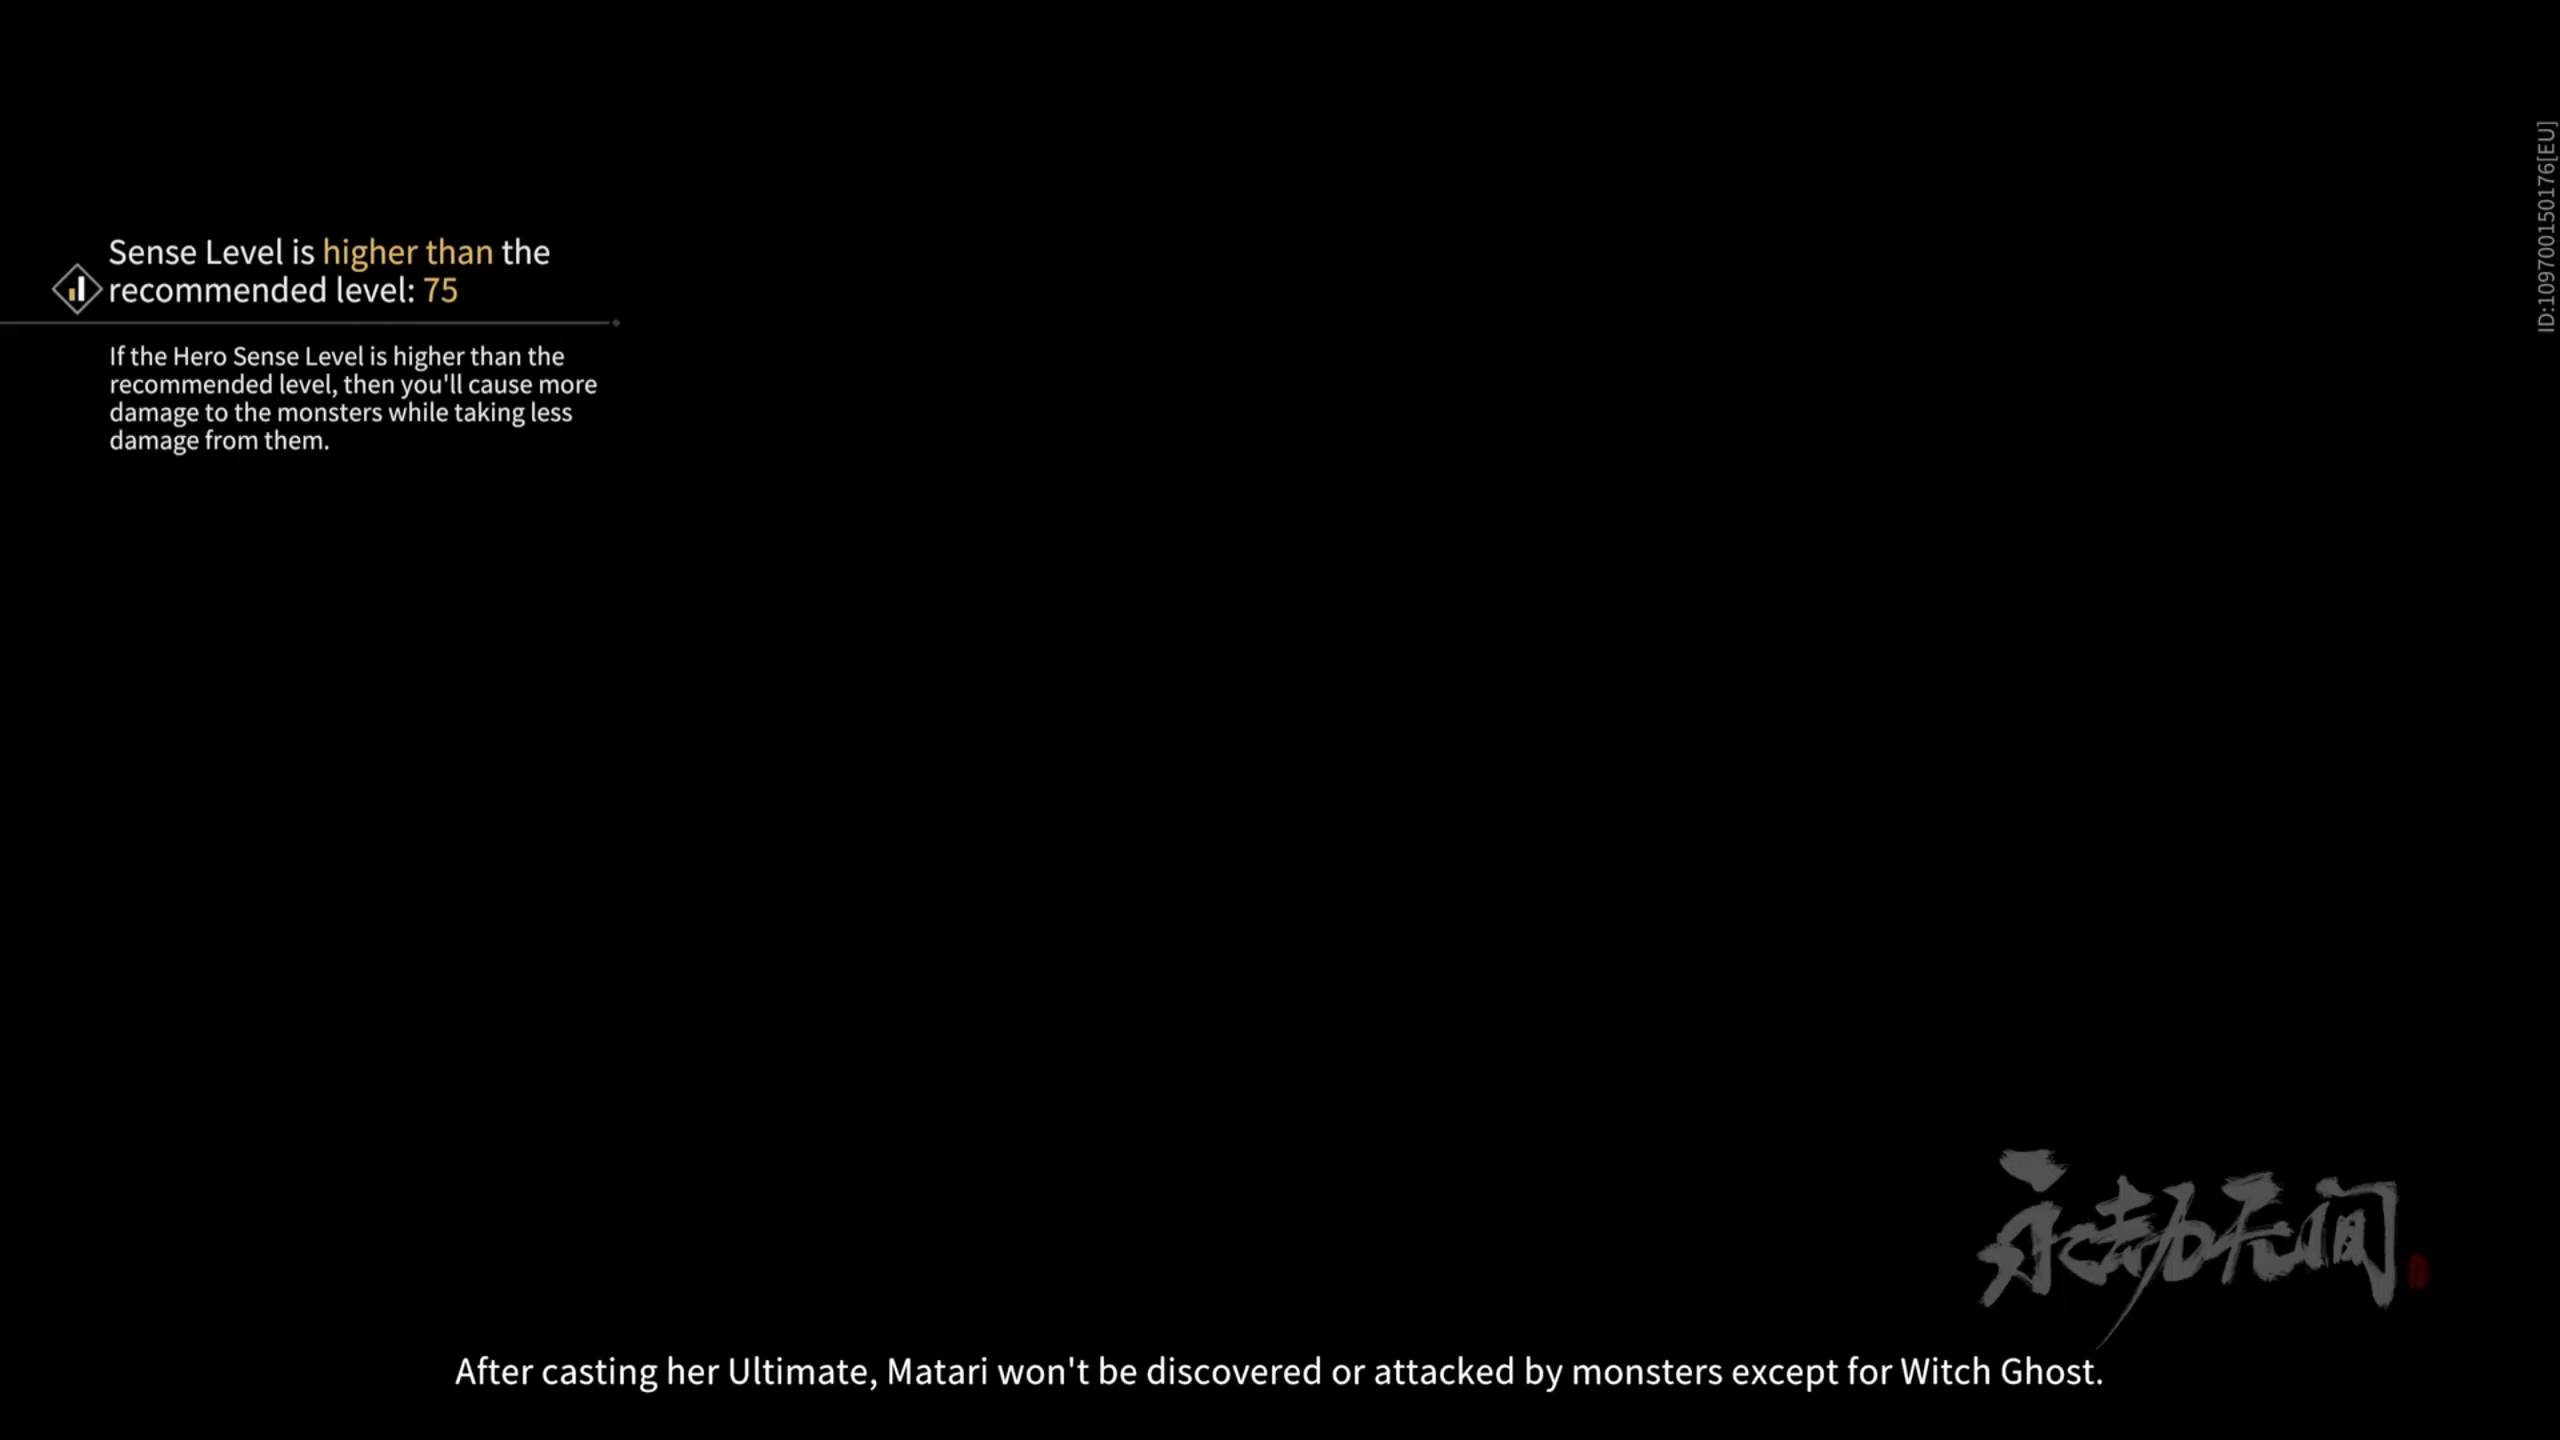 Sense Level is higher than the
recommended level: 75
If the Hero Sense Level is higher than the
recommended level, then you'll cause more
damage to the monsters while taking less
damage from them.
ID:109700150176[EU]
永劫无间
After casting her Ultimate, Matari won't be discovered or attacked by monsters except for Witch Ghost.